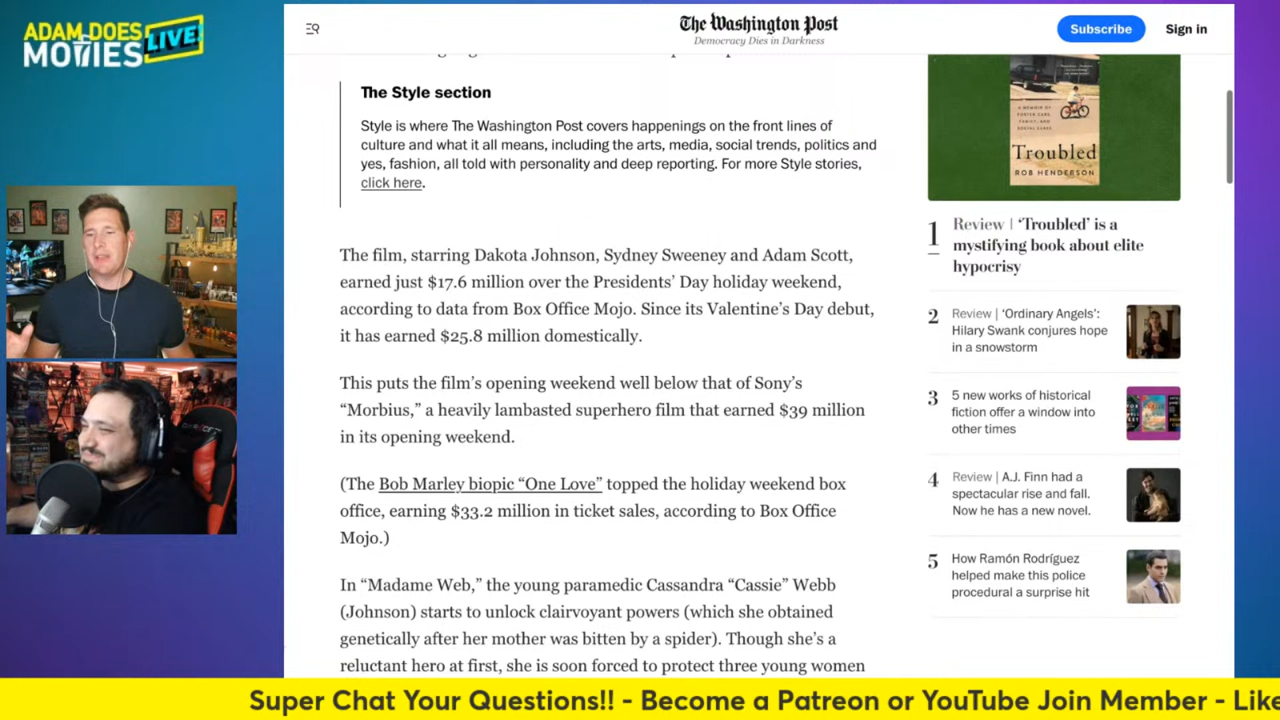 ADAM DOES
MOVIES
LIVE!
The Washington Post
Democracy Dies in Darkness
Subscribe
Sign in
The Style section
Style is where The Washington Post covers happenings on the front lines of
culture and what it all means, including the arts, media, social trends, politics and
yes, fashion, all told with personality and deep reporting. For more Style stories,
click here.
The film, starring Dakota Johnson, Sydney Sweeney and Adam Scott,
earned just $17.6 million over the Presidents’ Day holiday weekend,
according to data from Box Office Mojo. Since its Valentine’s Day debut,
it has earned $25.8 million domestically.
This puts the film’s opening weekend well below that of Sony’s
“Morbius,” a heavily lambasted superhero film that earned $39 million
in its opening weekend.
(The Bob Marley biopic “One Love” topped the holiday weekend box
office, earning $33.2 million in ticket sales, according to Box Office
Mojo.)
In “Madame Web,” the young paramedic Cassandra “Cassie” Webb
(Johnson) starts to unlock clairvoyant powers (which she obtained
genetically after her mother was bitten by a spider). Though she’s a
reluctant hero at first, she is soon forced to protect three young women
A MEMOIR OF
FOSTER CARE,
FAMILY, AND
SOCIAL CLASS
Troubled
ROB HENDERSON
1
Review | ‘Troubled’ is a
mystifying book about elite
hypocrisy
2
Review | ‘Ordinary Angels’:
Hilary Swank conjures hope
in a snowstorm
3
5 new works of historical
fiction offer a window into
other times
4
Review | A.J. Finn had a
spectacular rise and fall.
Now he has a new novel.
5
How Ramón Rodríguez
helped make this police
procedural a surprise hit
Super Chat Your Questions!! - Become a Patreon or YouTube Join Member - Like